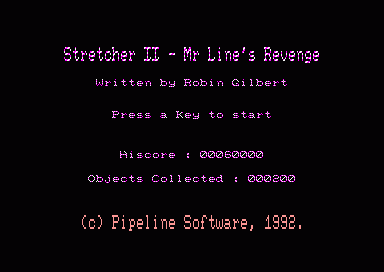 Stretcher II - Mr Line's Revenge
Written by Robin Gilbert
Press a Key to start
Hiscore : 00060000
Objects Collected : 000200
(c) Pipeline Software, 1992.